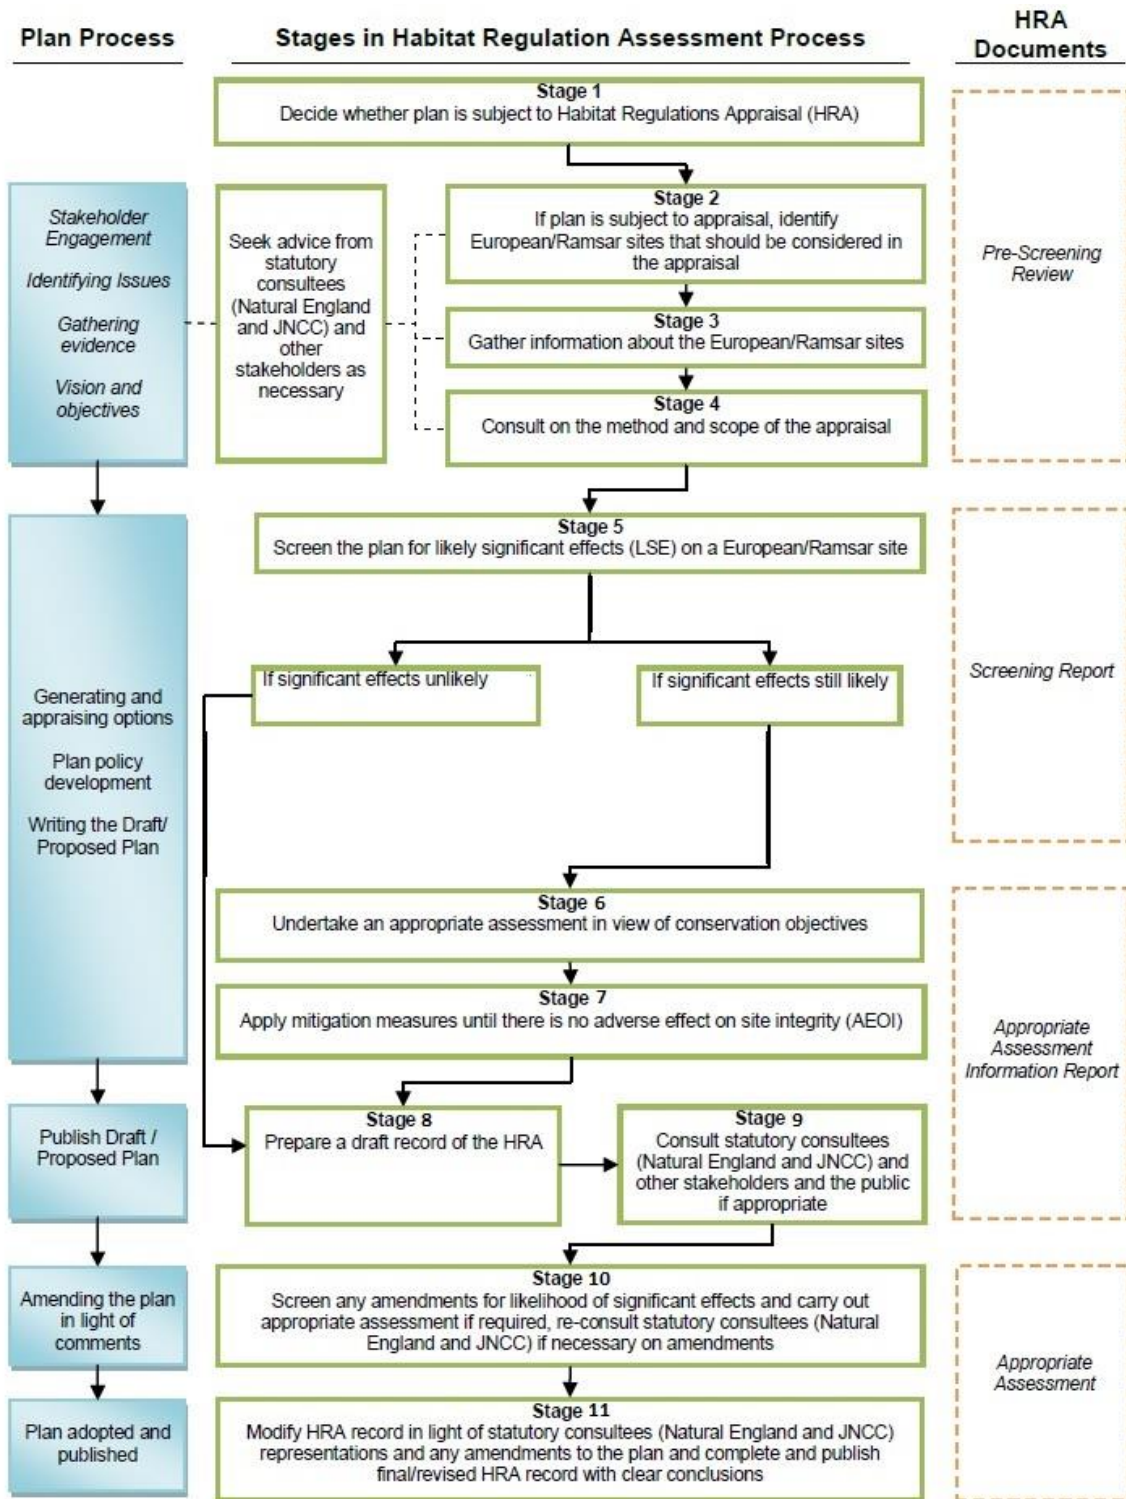 Plan Process
Stages in Habitat Regulation Assessment Process
HRA
Documents
Stage 1
Decide whether plan is subject to Habitat Regulations Appraisal (HRA)
Stakeholder
Engagement
Identifying Issues
Gathering
evidence
Vision and
objectives
Seek advice from
statutory
consultees
(Natural England
and JNCC) and
other
stakeholders as
necessary
Stage 2
If plan is subject to appraisal, identify
European/Ramsar sites that should be considered in
the appraisal
Stage 3
Gather information about the European/Ramsar sites
Stage 4
Consult on the method and scope of the appraisal
Pre-Screening
Review
Generating and
appraising options
Plan policy
development
Writing the Draft/
Proposed Plan
Stage 5
Screen the plan for likely significant effects (LSE) on a European/Ramsar site
If significant effects unlikely
If significant effects still likely
Screening Report
Stage 6
Undertake an appropriate assessment in view of conservation objectives
Stage 7
Apply mitigation measures until there is no adverse effect on site integrity (AEOI)
Appropriate
Assessment
Information Report
Publish Draft /
Proposed Plan
Stage 8
Prepare a draft record of the HRA
Stage 9
Consult statutory consultees
(Natural England and JNCC) and
other stakeholders and the public
if appropriate
Amending the plan
in light of
comments
Stage 10
Screen any amendments for likelihood of significant effects and carry out
appropriate assessment if required, re-consult statutory consultees (Natural
England and JNCC) if necessary on amendments
Appropriate
Assessment
Plan adopted and
published
Stage 11
Modify HRA record in light of statutory consultees (Natural England and JNCC)
representations and any amendments to the plan and complete and publish
final/revised HRA record with clear conclusions